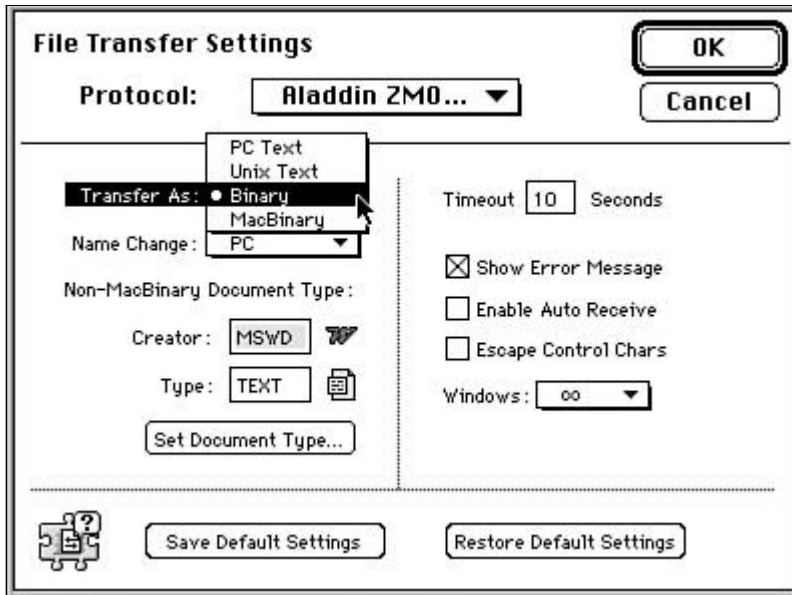 File Transfer Settings
OK
Protocol: Aladdin ZMO...
Cancel
PC Text
Unix Text
Transfer As: Binary
MacBinary
Name Change: PC
Non-MacBinary Document Type:
Creator: MSWD
Type: TEXT
Set Document Type...
Timeout 10 Seconds
Show Error Message
Enable Auto Receive
Escape Control Chars
Windows: ∞
?
Save Default Settings
Restore Default Settings